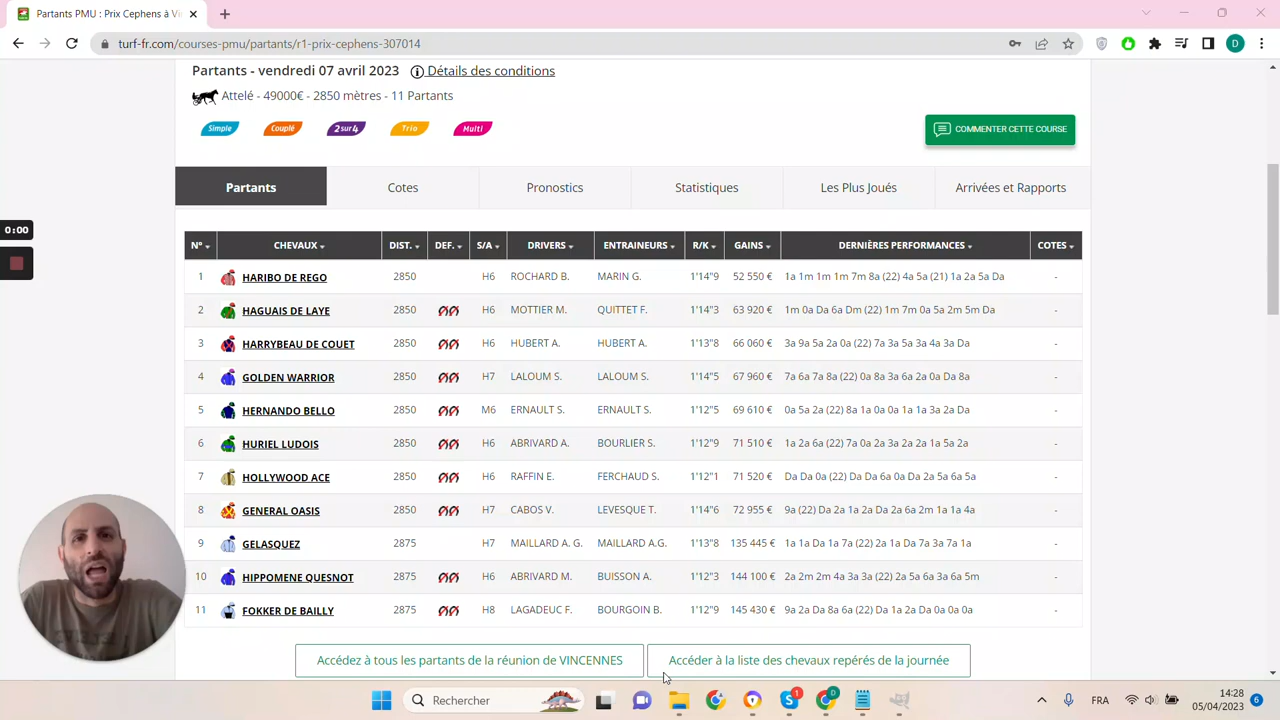 Partants PMU : Prix Cephens à Vi
turf-fr.com/courses-pmu/partants/r1-prix-cephens-307014
D
Partants - vendredi 07 avril 2023 Détails des conditions
Attelé - 49000€ - 2850 mètres - 11 Partants
Simple Couplé 2sur4 Trio Multi
COMMENTER CETTE COURSE
Partants Cotes Pronostics Statistiques Les Plus Joués Arrivées et Rapports
0:00
N° CHEVAUX DIST. DEF. S/A DRIVERS ENTRAINEURS R/K GAINS DERNIÈRES PERFORMANCES COTES
1 HARIBO DE REGO 2850 H6 ROCHARD B. MARIN G. 1'14"9 52 550 € 1a 1m 1m 1m 7m 8a (22) 4a 5a (21) 1a 2a 5a Da -
2 HAGUAIS DE LAYE 2850 H6 MOTTIER M. QUITTET F. 1'14"3 63 920 € 1m 0a Da 6a Dm (22) 1m 7m 0a 5a 2m 5m Da -
3 HARRYBEAU DE COUET 2850 H6 HUBERT A. HUBERT A. 1'13"8 66 060 € 3a 9a 5a 2a 0a (22) 7a 3a 5a 3a 4a 3a Da -
4 GOLDEN WARRIOR 2850 H7 LALOUM S. LALOUM S. 1'14"5 67 960 € 7a 6a 7a 8a (22) 0a 8a 3a 6a 2a 0a Da 8a -
5 HERNANDO BELLO 2850 M6 ERNAULT S. ERNAULT S. 1'12"5 69 610 € 0a 5a 2a (22) 8a 1a 0a 0a 1a 1a 3a 2a Da -
6 HURIEL LUDOIS 2850 H6 ABRIVARD A. BOURLIER S. 1'12"9 71 510 € 1a 2a 6a (22) 7a 0a 2a 3a 2a 2a 1a 5a 2a -
7 HOLLYWOOD ACE 2850 H6 RAFFIN E. FERCHAUD S. 1'12"1 71 520 € Da Da 0a (22) Da Da 6a 0a Da 2a 5a 6a 5a -
8 GENERAL OASIS 2850 H7 CABOS V. LEVESQUE T. 1'14"6 72 955 € 9a (22) Da 2a 1a 2a Da 2a 6a 2m 1a 1a 4a -
9 GELASQUEZ 2875 H7 MAILLARD A. G. MAILLARD A.G. 1'13"8 135 445 € 1a 1a Da 1a 7a (22) 2a 1a Da 7a 3a 7a 1a -
10 HIPPOMENE QUESNOT 2875 H6 ABRIVARD M. BUISSON A. 1'12"3 144 100 € 2a 2m 2m 4a 3a 3a (22) 2a 5a 6a 3a 6a 5m -
11 FOKKER DE BAILLY 2875 H8 LAGADEUC F. BOURGOIN B. 1'12"9 145 430 € 9a 2a Da 8a 6a (22) Da 1a 2a Da 0a 0a 0a -
Accédez à tous les partants de la réunion de VINCENNES Accéder à la liste des chevaux repérés de la journée
Rechercher 1 D FRA 14:28 6
05/04/2023